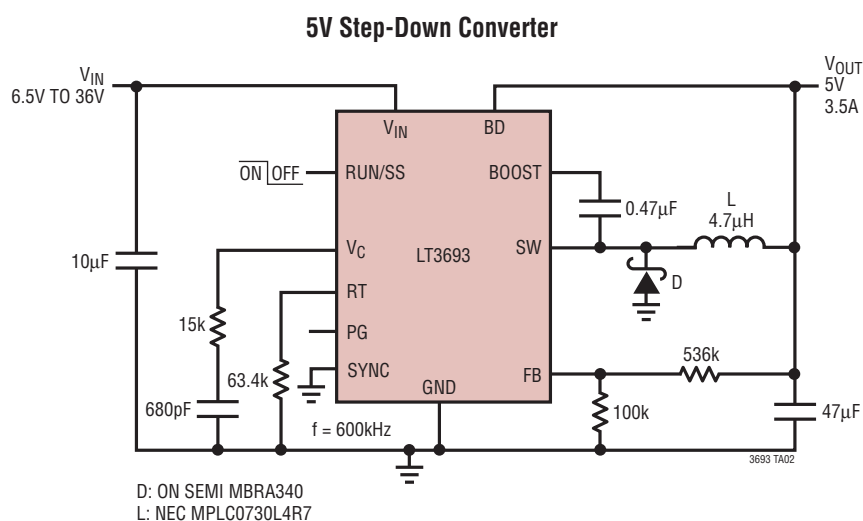 5V Step-Down Converter
VIN
6.5V TO 36V
VOUT
5V
3.5A
VIN
BD
ON OFF
RUN/SS
BOOST
0.47µF
L
4.7µH
VC
LT3693
SW
10µF
D
RT
15k
PG
536k
SYNC
FB
63.4k
GND
680pF
100k
47µF
f = 600kHz
3693 TA02
D: ON SEMI MBRA340
L: NEC MPLC0730L4R7